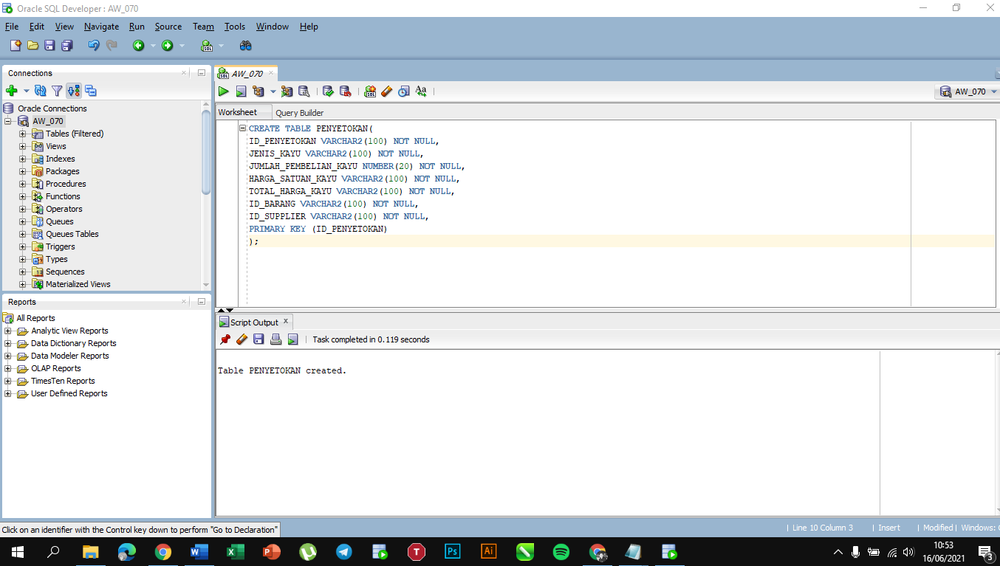 Oracle SQL Developer : AW_070
File Edit View Navigate Run Source Team Tools Window Help
Connections
Oracle Connections
AW_070
Tables (Filtered)
Views
Indexes
Packages
Procedures
Functions
Operators
Queues
Queues Tables
Triggers
Types
Sequences
Materialized Views
Reports
All Reports
Analytic View Reports
Data Dictionary Reports
Data Modeler Reports
OLAP Reports
TimesTen Reports
User Defined Reports
AW_070
AW_070
Worksheet Query Builder
CREATE TABLE PENYETOKAN(
ID_PENYETOKAN VARCHAR2(100) NOT NULL,
JENIS_KAYU VARCHAR2(100) NOT NULL,
JUMLAH_PEMBELIAN_KAYU NUMBER(20) NOT NULL,
HARGA_SATUAN_KAYU VARCHAR2(100) NOT NULL,
TOTAL_HARGA_KAYU VARCHAR2(100) NOT NULL,
ID_BARANG VARCHAR2(100) NOT NULL,
ID_SUPPLIER VARCHAR2(100) NOT NULL,
PRIMARY KEY (ID_PENYETOKAN)
);
Script Output
Task completed in 0.119 seconds
Table PENYETOKAN created.
Click on an identifier with the Control key down to perform "Go to Declaration"
Line 10 Column 3 Insert Modified Windows:
10:53
16/06/2021
3